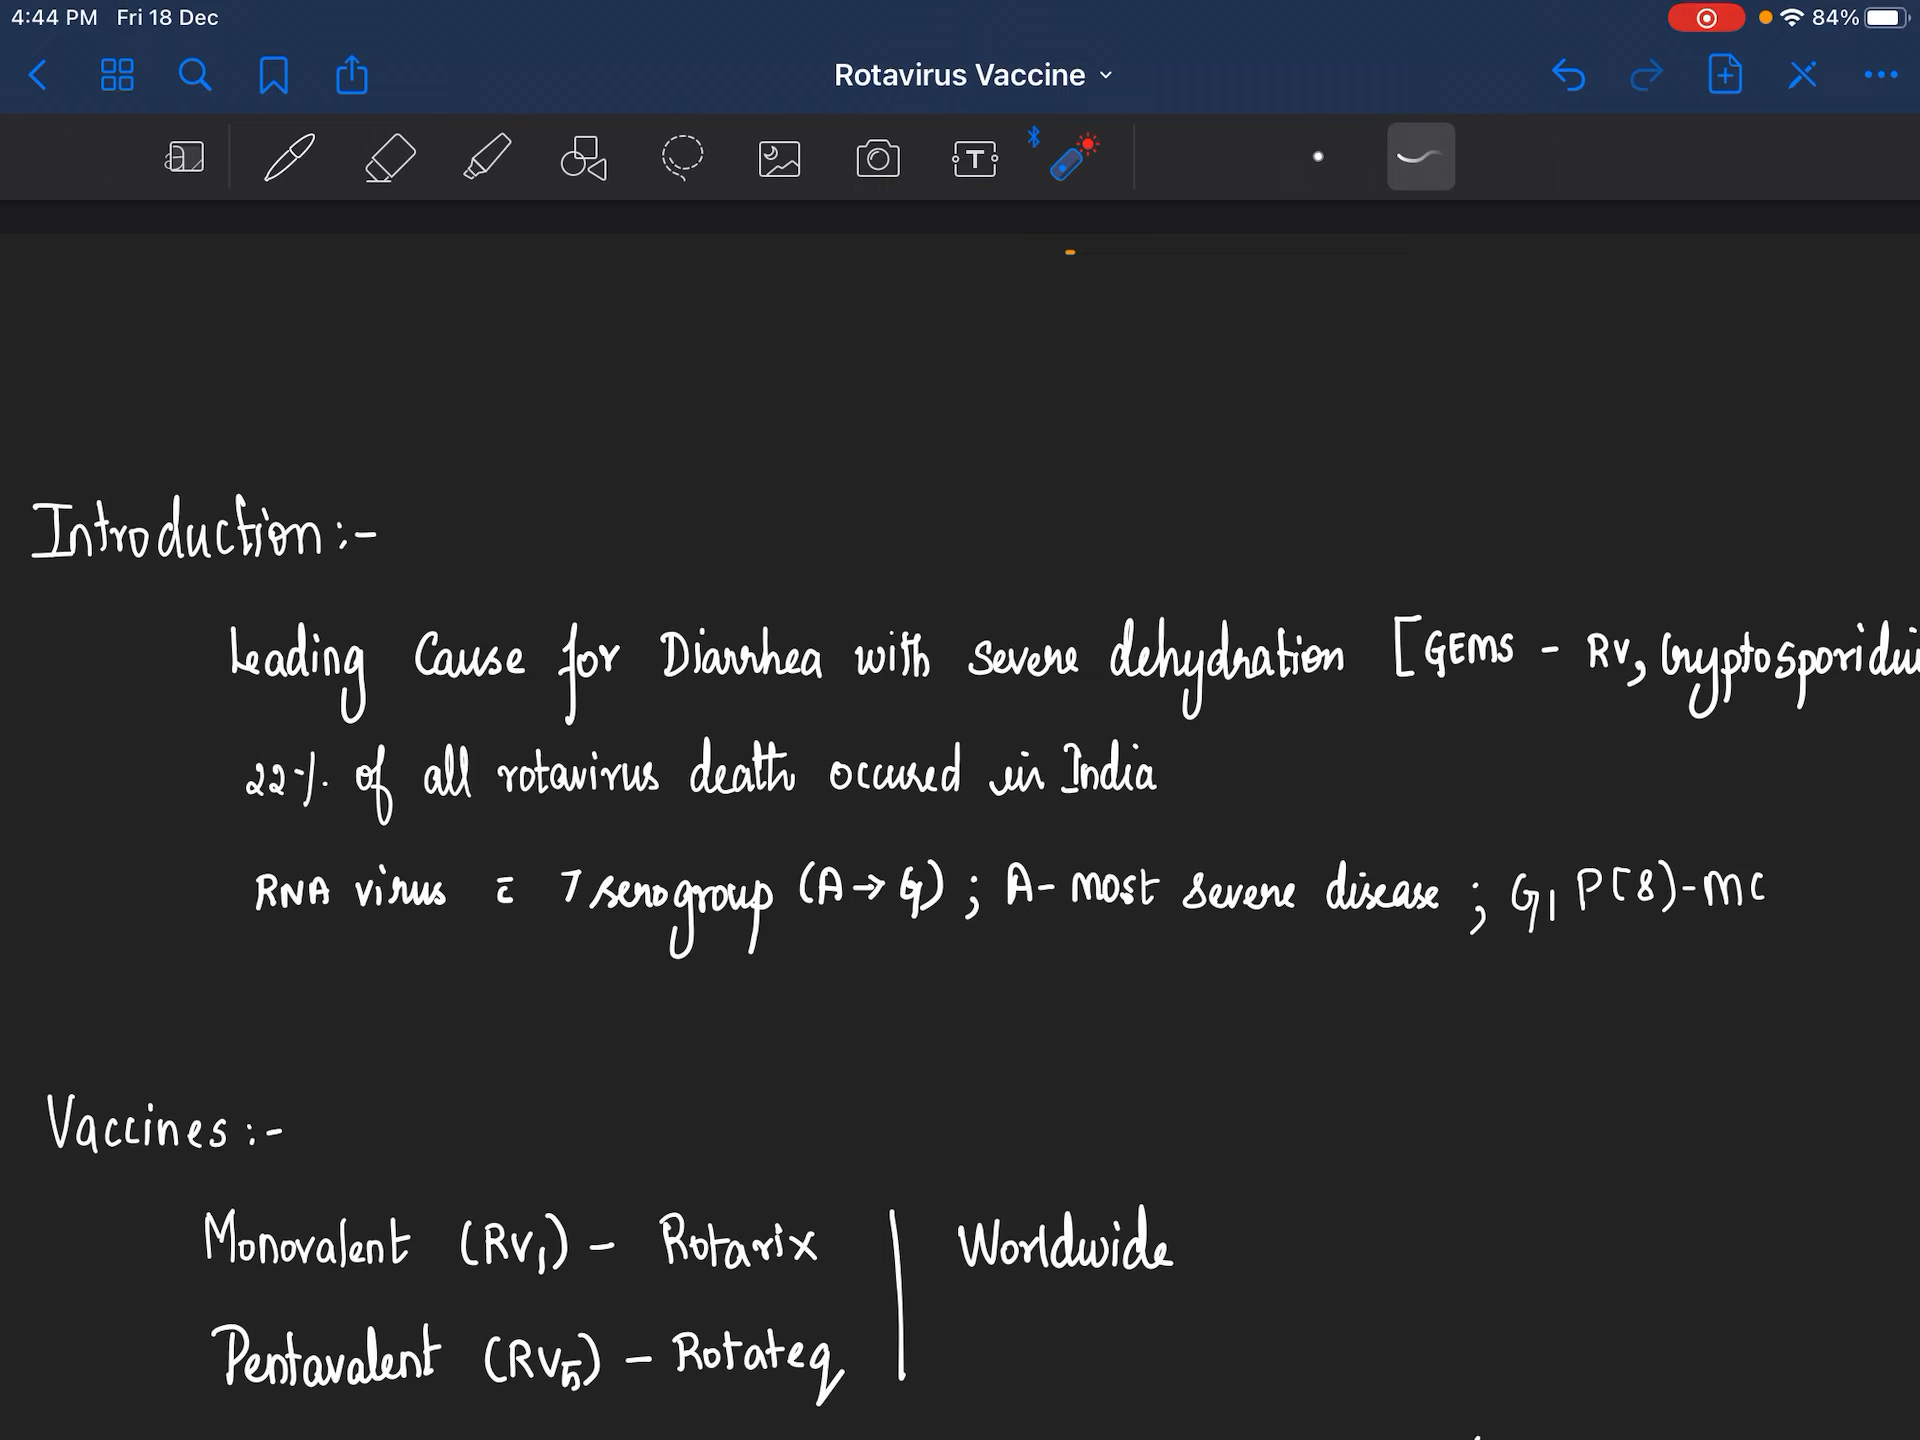 4:44 PM Fri 18 Dec
84%
Rotavirus Vaccine
Introduction :-
Leading Cause for Diarrhea with severe dehydration [GEMS - RV, Cryptosporidiu
22% of all rotavirus death occured in India
RNA virus c̄ 7 serogroup (A → G) ; A - most severe disease ; G1 P[8) - MC
Vaccines :-
Monovalent (RV1) - Rotarix | Worldwide
Pentavalent (RV5) - Rotateq